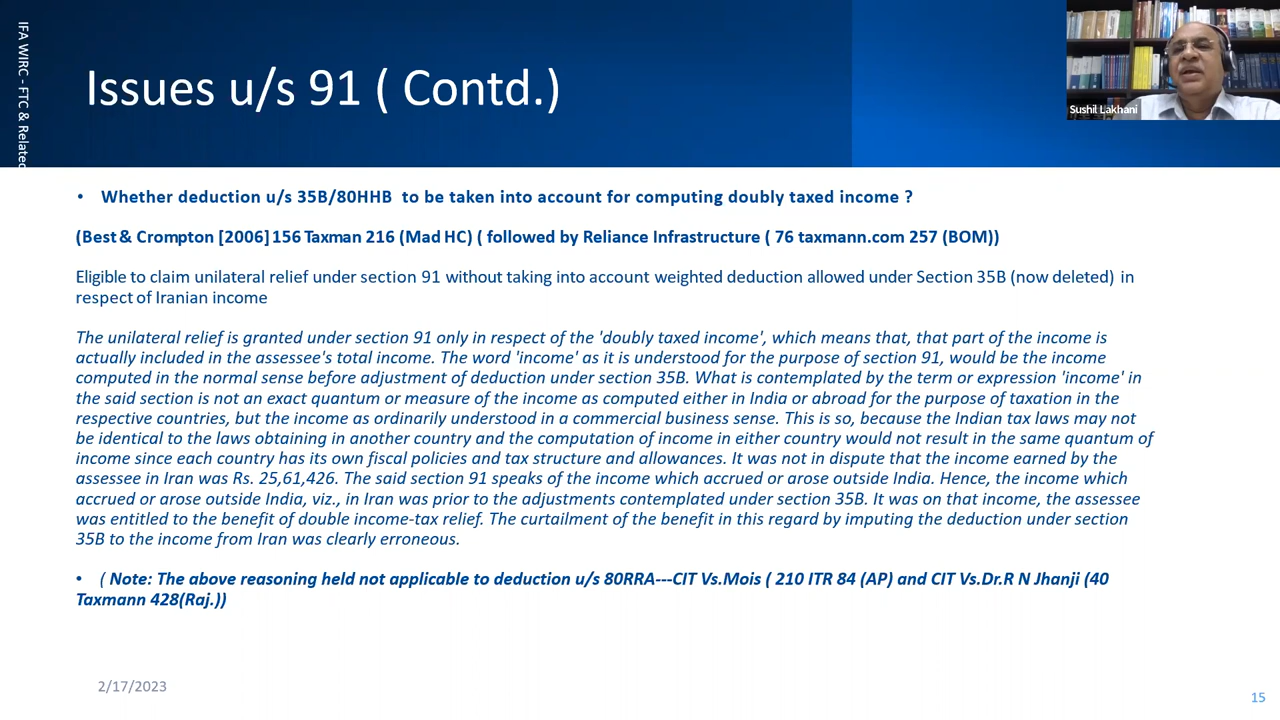 IFA WIRC - FTC & Related
Issues u/s 91 ( Contd.)
Sushil Lakhani
• Whether deduction u/s 35B/80HHB to be taken into account for computing doubly taxed income ?
(Best & Crompton [2006] 156 Taxman 216 (Mad HC) ( followed by Reliance Infrastructure ( 76 taxmann.com 257 (BOM))
Eligible to claim unilateral relief under section 91 without taking into account weighted deduction allowed under Section 35B (now deleted) in
respect of Iranian income
The unilateral relief is granted under section 91 only in respect of the 'doubly taxed income', which means that, that part of the income is
actually included in the assessee's total income. The word 'income' as it is understood for the purpose of section 91, would be the income
computed in the normal sense before adjustment of deduction under section 35B. What is contemplated by the term or expression 'income' in
the said section is not an exact quantum or measure of the income as computed either in India or abroad for the purpose of taxation in the
respective countries, but the income as ordinarily understood in a commercial business sense. This is so, because the Indian tax laws may not
be identical to the laws obtaining in another country and the computation of income in either country would not result in the same quantum of
income since each country has its own fiscal policies and tax structure and allowances. It was not in dispute that the income earned by the
assessee in Iran was Rs. 25,61,426. The said section 91 speaks of the income which accrued or arose outside India. Hence, the income which
accrued or arose outside India, viz., in Iran was prior to the adjustments contemplated under section 35B. It was on that income, the assessee
was entitled to the benefit of double income-tax relief. The curtailment of the benefit in this regard by imputing the deduction under section
35B to the income from Iran was clearly erroneous.
• ( Note: The above reasoning held not applicable to deduction u/s 80RRA---CIT Vs.Mois ( 210 ITR 84 (AP) and CIT Vs.Dr.R N Jhanji (40
Taxmann 428(Raj.))
2/17/2023
15